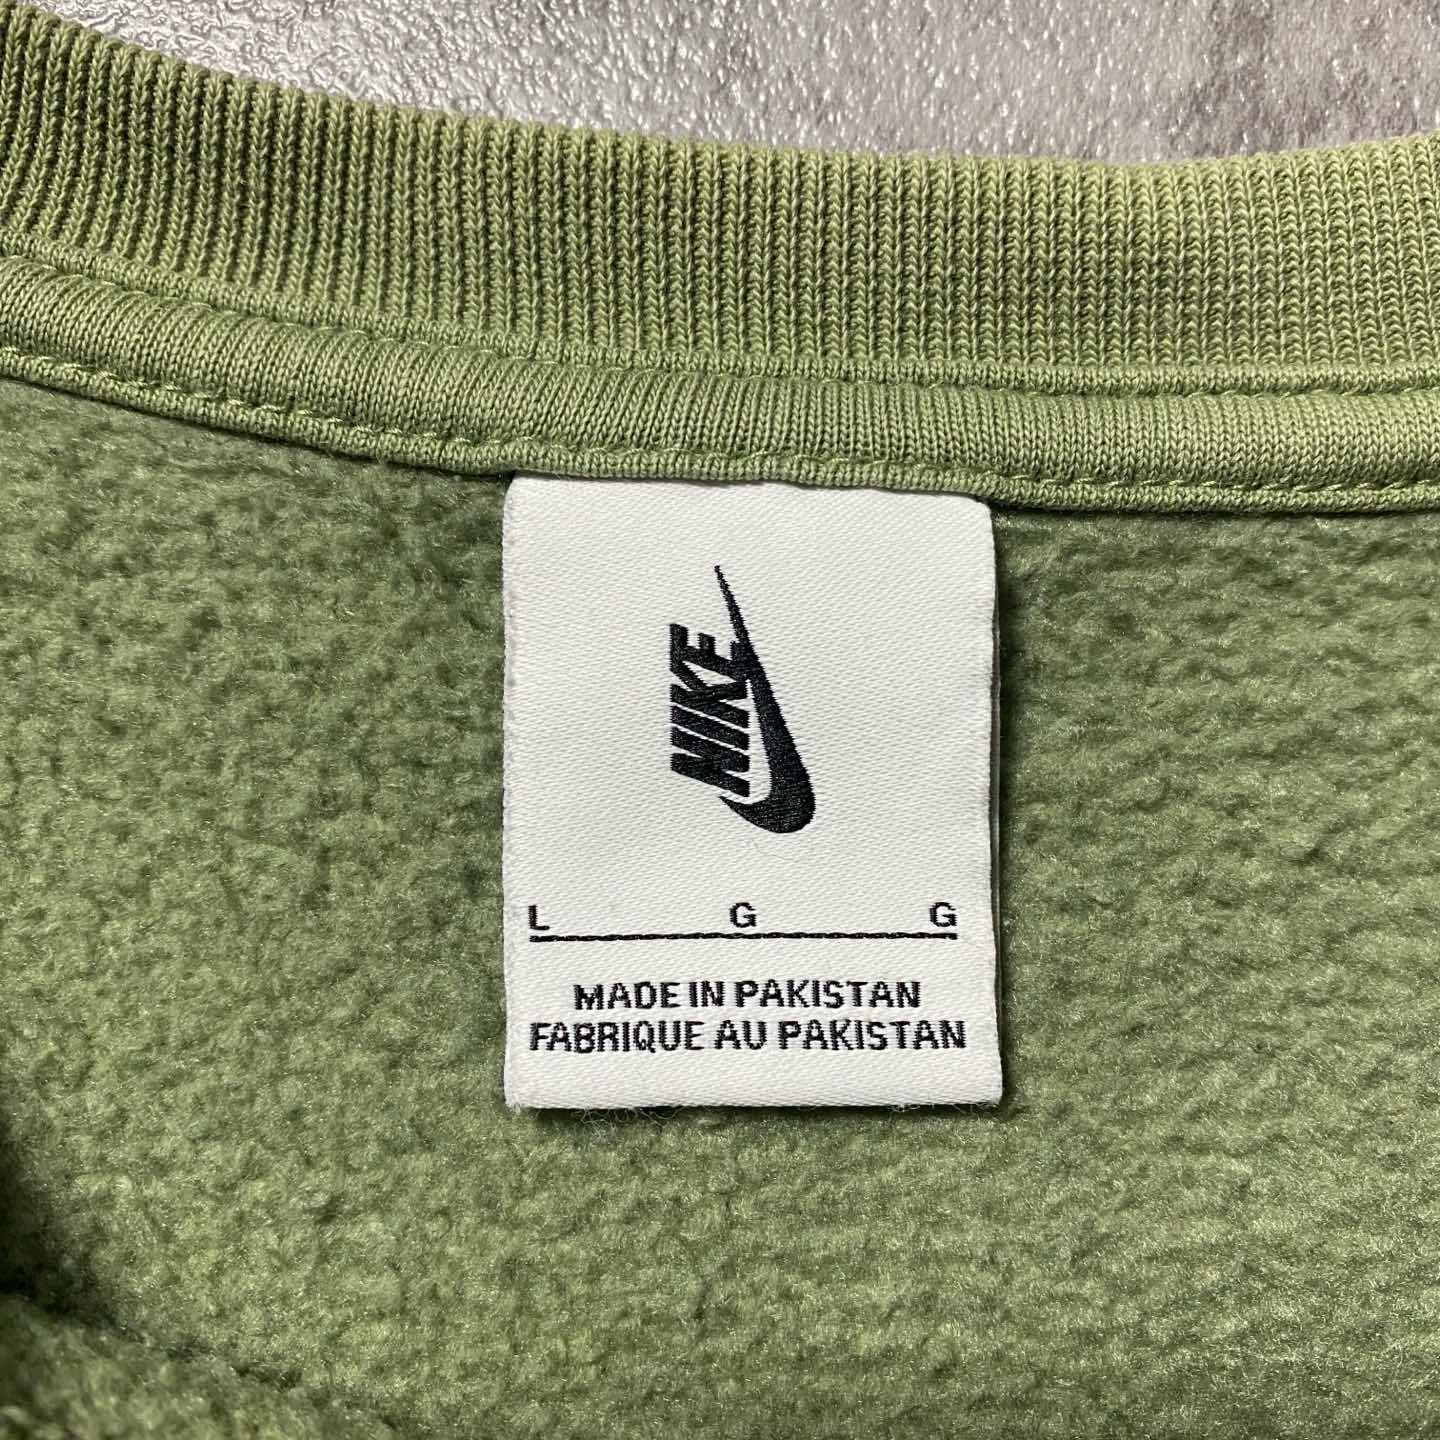 NIKE
L G G
MADE IN PAKISTAN
FABRIQUE AU PAKISTAN